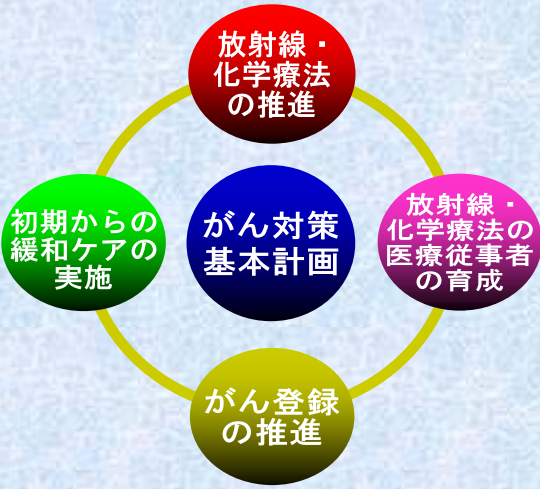 放射線・
化学療法
の推進
初期からの
緩和ケアの
実施
がん対策
基本計画
放射線・
化学療法の
医療従事者
の育成
がん登録
の推進